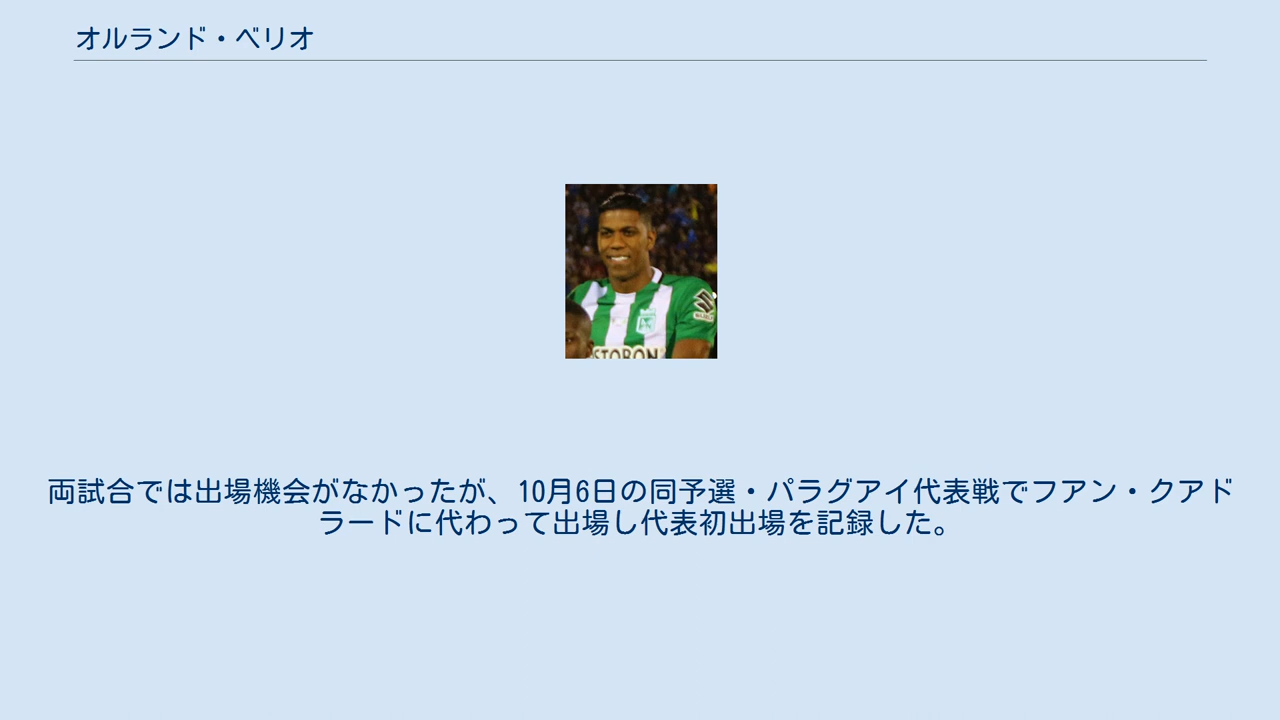 オルランド・ベリオ
STOBON
両試合では出場機会がなかったが、10月6日の同予選・パラグアイ代表戦でフアン・クアド
ラードに代わって出場し代表初出場を記録した。